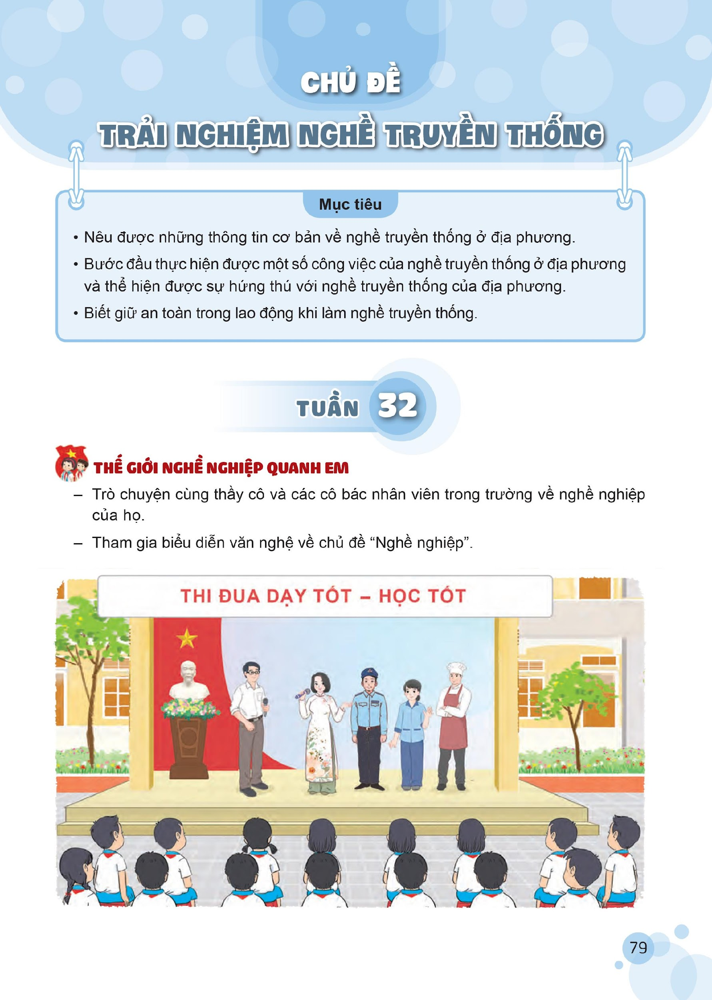 CHỦ ĐỀ
TRẢI NGHIỆM NGHỀ TRUYỀN THỐNG
Mục tiêu
• Nêu được những thông tin cơ bản về nghề truyền thống ở địa phương.
• Bước đầu thực hiện được một số công việc của nghề truyền thống ở địa phương
và thể hiện được sự hứng thú với nghề truyền thống của địa phương.
• Biết giữ an toàn trong lao động khi làm nghề truyền thống.
TUẦN 32
THẾ GIỚI NGHỀ NGHIỆP QUANH EM
– Trò chuyện cùng thầy cô và các cô bác nhân viên trong trường về nghề nghiệp
của họ.
– Tham gia biểu diễn văn nghệ về chủ đề “Nghề nghiệp”.
THI ĐUA DẠY TỐT – HỌC TỐT
79